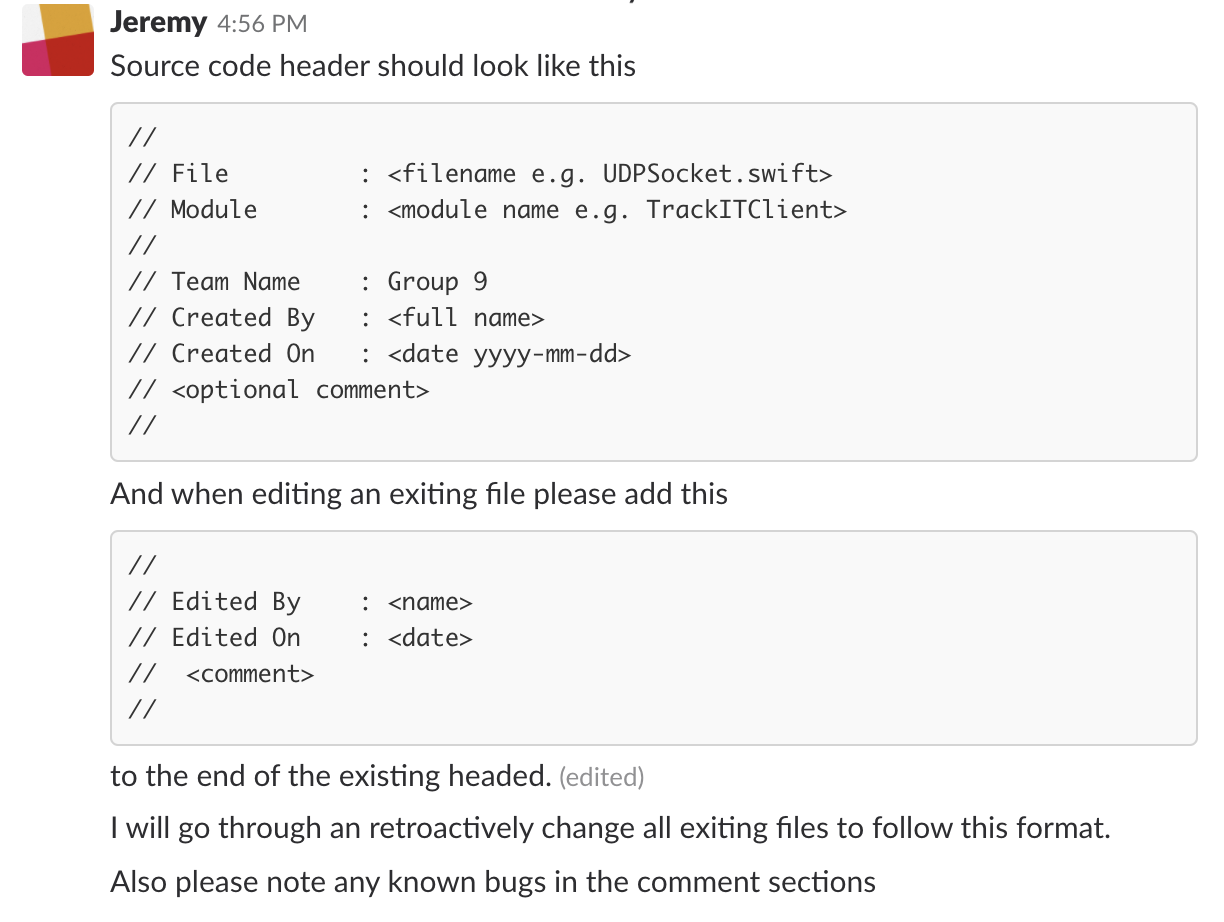 Jeremy 4:56 PM
Source code header should look like this
//
// File         : <filename e.g. UDPSocket.swift>
// Module       : <module name e.g. TrackITClient>
//
// Team Name    : Group 9
// Created By   : <full name>
// Created On   : <date yyyy-mm-dd>
// <optional comment>
//
And when editing an exiting file please add this
//
// Edited By    : <name>
// Edited On    : <date>
//  <comment>
//
to the end of the existing headed. (edited)
I will go through an retroactively change all exiting files to follow this format.
Also please note any known bugs in the comment sections